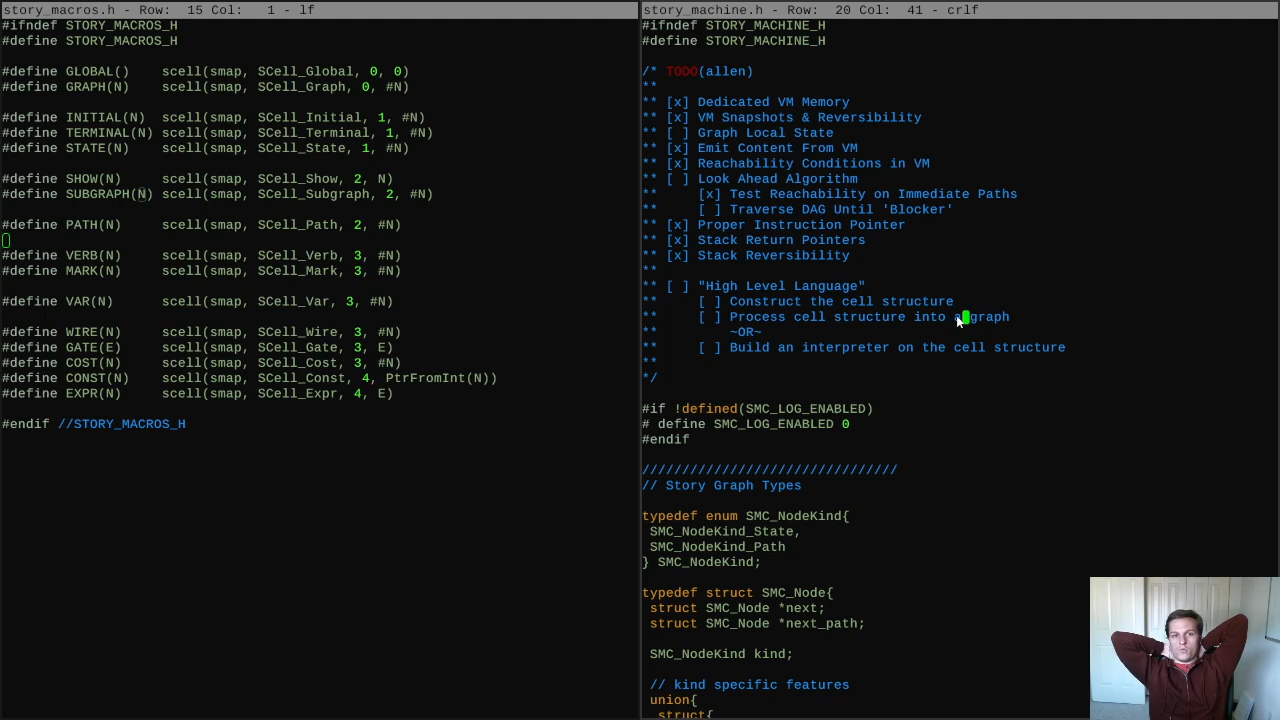 story_macros.h - Row:  15 Col:   1 - lf
#ifndef STORY_MACROS_H
#define STORY_MACROS_H
#define GLOBAL()    scell(smap, SCell_Global, 0, 0)
#define GRAPH(N)    scell(smap, SCell_Graph, 0, #N)
#define INITIAL(N)  scell(smap, SCell_Initial, 1, #N)
#define TERMINAL(N) scell(smap, SCell_Terminal, 1, #N)
#define STATE(N)    scell(smap, SCell_State, 1, #N)
#define SHOW(N)     scell(smap, SCell_Show, 2, N)
#define SUBGRAPH(N) scell(smap, SCell_Subgraph, 2, #N)
#define PATH(N)     scell(smap, SCell_Path, 2, #N)
#define VERB(N)     scell(smap, SCell_Verb, 3, #N)
#define MARK(N)     scell(smap, SCell_Mark, 3, #N)
#define VAR(N)      scell(smap, SCell_Var, 3, #N)
#define WIRE(N)     scell(smap, SCell_Wire, 3, #N)
#define GATE(E)     scell(smap, SCell_Gate, 3, E)
#define COST(N)     scell(smap, SCell_Cost, 3, #N)
#define CONST(N)    scell(smap, SCell_Const, 4, PtrFromInt(N))
#define EXPR(N)     scell(smap, SCell_Expr, 4, E)
#endif //STORY_MACROS_H
story_machine.h - Row:  20 Col:  41 - crlf
#ifndef STORY_MACHINE_H
#define STORY_MACHINE_H
/* TODO(allen)
**
** [x] Dedicated VM Memory
** [x] VM Snapshots & Reversibility
** [ ] Graph Local State
** [x] Emit Content From VM
** [x] Reachability Conditions in VM
** [ ] Look Ahead Algorithm
**     [x] Test Reachability on Immediate Paths
**     [ ] Traverse DAG Until 'Blocker'
** [x] Proper Instruction Pointer
** [x] Stack Return Pointers
** [x] Stack Reversibility
**
** [ ] "High Level Language"
**     [ ] Construct the cell structure
**     [ ] Process cell structure into a graph
**         ~OR~
**     [ ] Build an interpreter on the cell structure
**
*/
#if !defined(SMC_LOG_ENABLED)
# define SMC_LOG_ENABLED 0
#endif
////////////////////////////////
// Story Graph Types
typedef enum SMC_NodeKind{
SMC_NodeKind_State,
SMC_NodeKind_Path
} SMC_NodeKind;
typedef struct SMC_Node{
struct SMC_Node *next;
struct SMC_Node *next_path;
SMC_NodeKind kind;
// kind specific features
union{
struct{